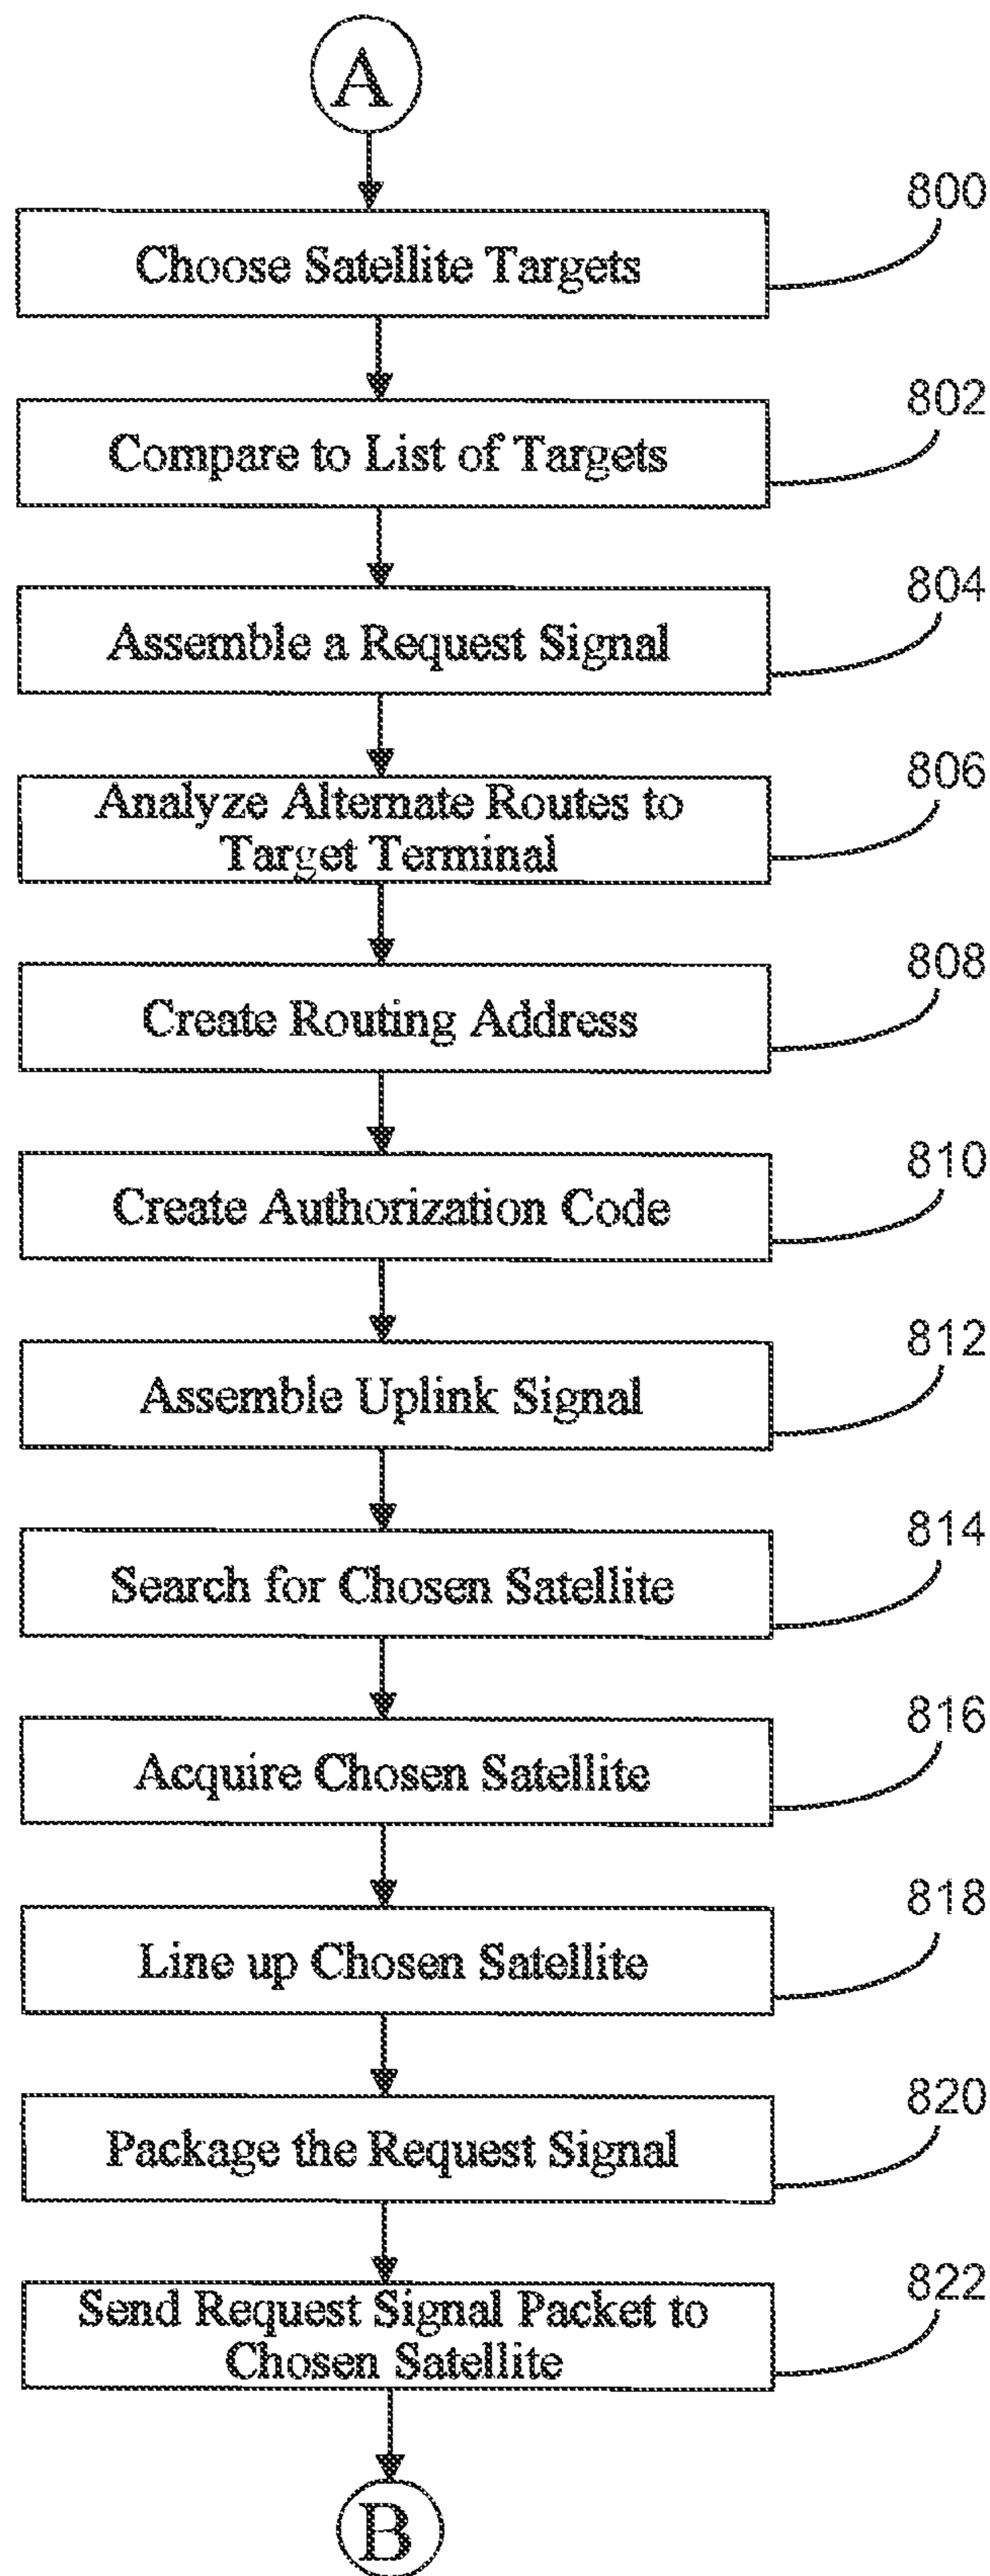 A
800
Choose Satellite Targets
802
Compare to List of Targets
804
Assemble a Request Signal
806
Analyze Alternate Routes to
Target Terminal
808
Create Routing Address
810
Create Authorization Code
812
Assemble Uplink Signal
814
Search for Chosen Satellite
816
Acquire Chosen Satellite
818
Line up Chosen Satellite
820
Package the Request Signal
822
Send Request Signal Packet to
Chosen Satellite
B